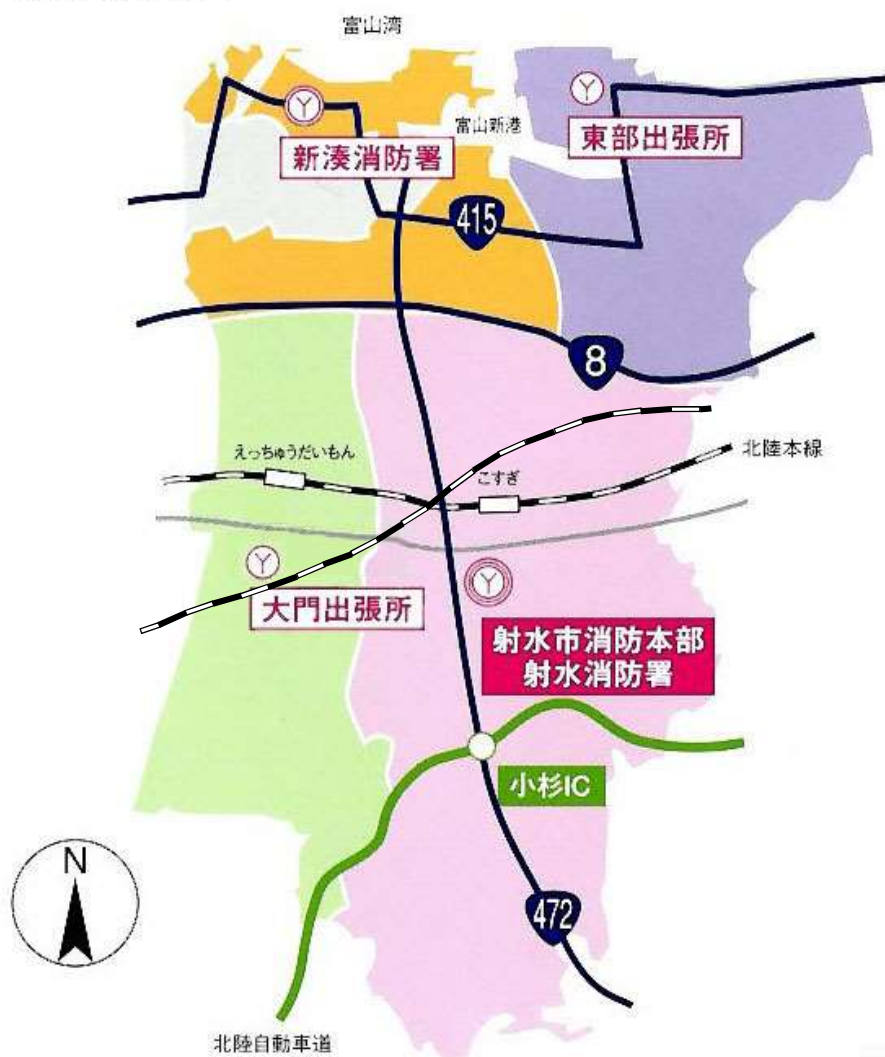 富山湾
富山新港
新湊消防署
東部出張所
415
8
えっちゅうだいもん
こすぎ
北陸本線
大門出張所
射水市消防本部
射水消防署
小杉IC
N
472
北陸自動車道